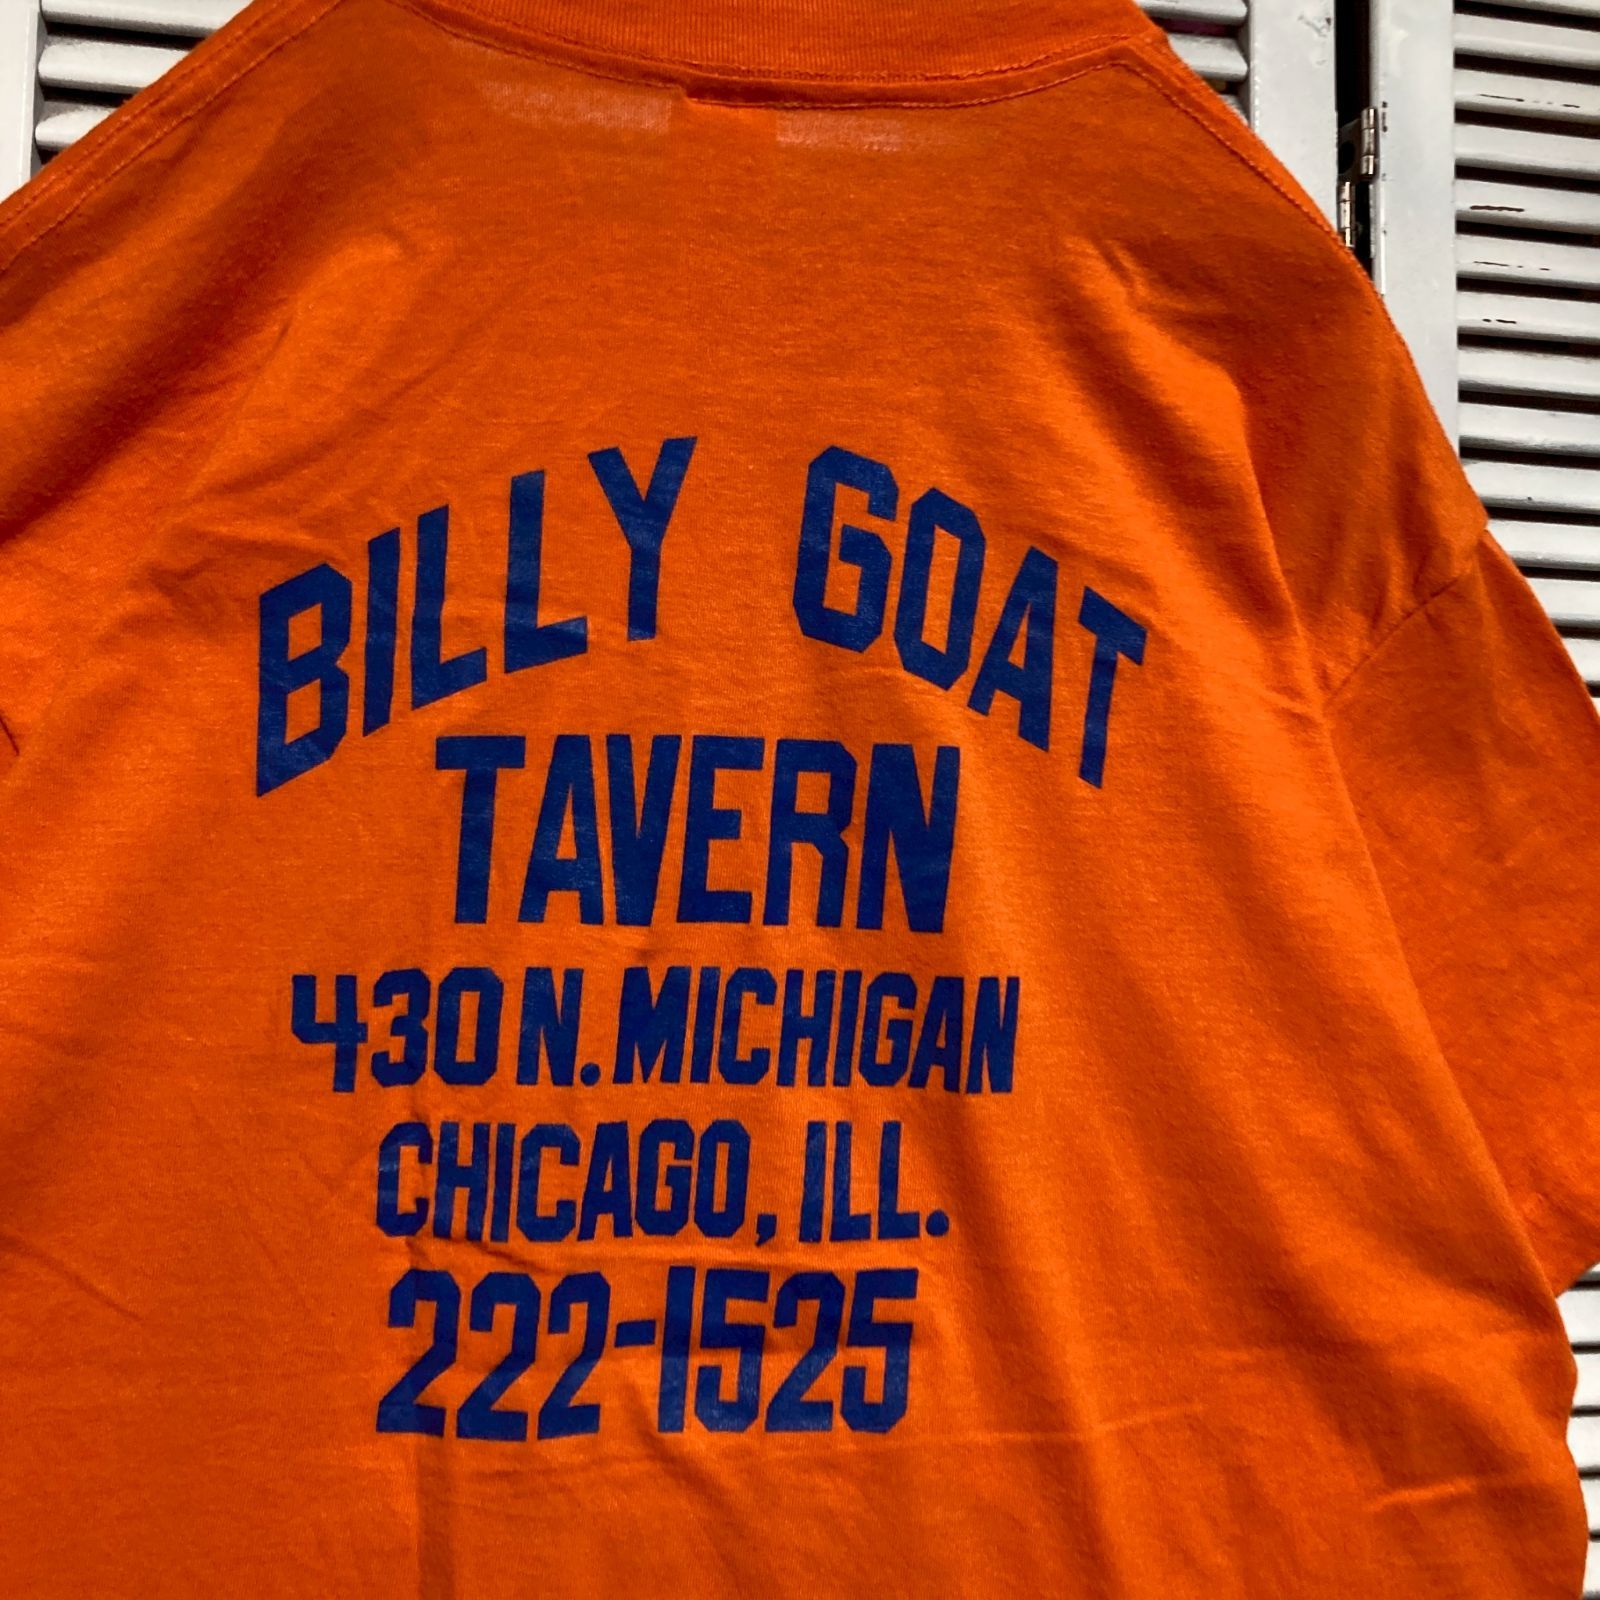 BILLY GOAT
TAVERN
430 N. MICHIGAN
CHICAGO, ILL.
222-1525